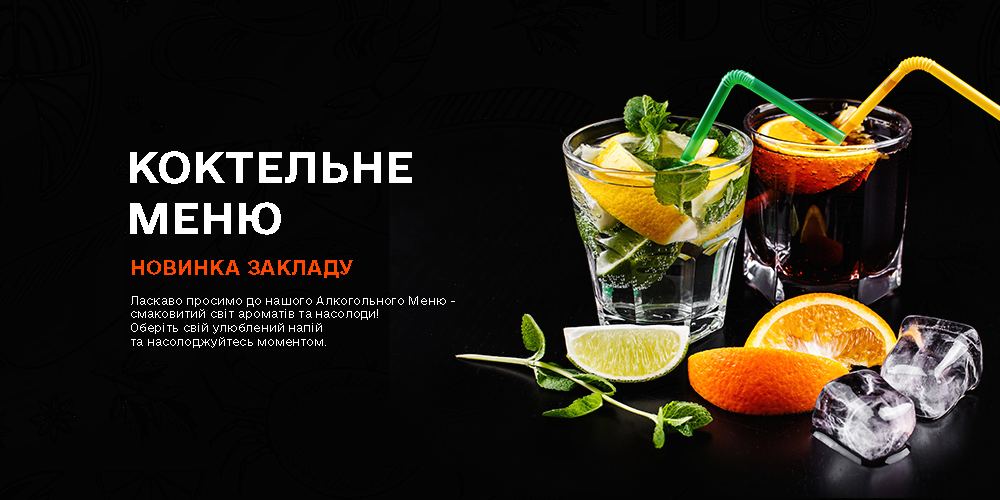 КОКТЕЛЬНЕ
МЕНЮ
НОВИНКА ЗАКЛАДУ
Ласкаво просимо до нашого Алкогольного Меню -
смаковитий світ ароматів та насолоди!
Оберіть свій улюблений напій
та насолоджуйтесь моментом.